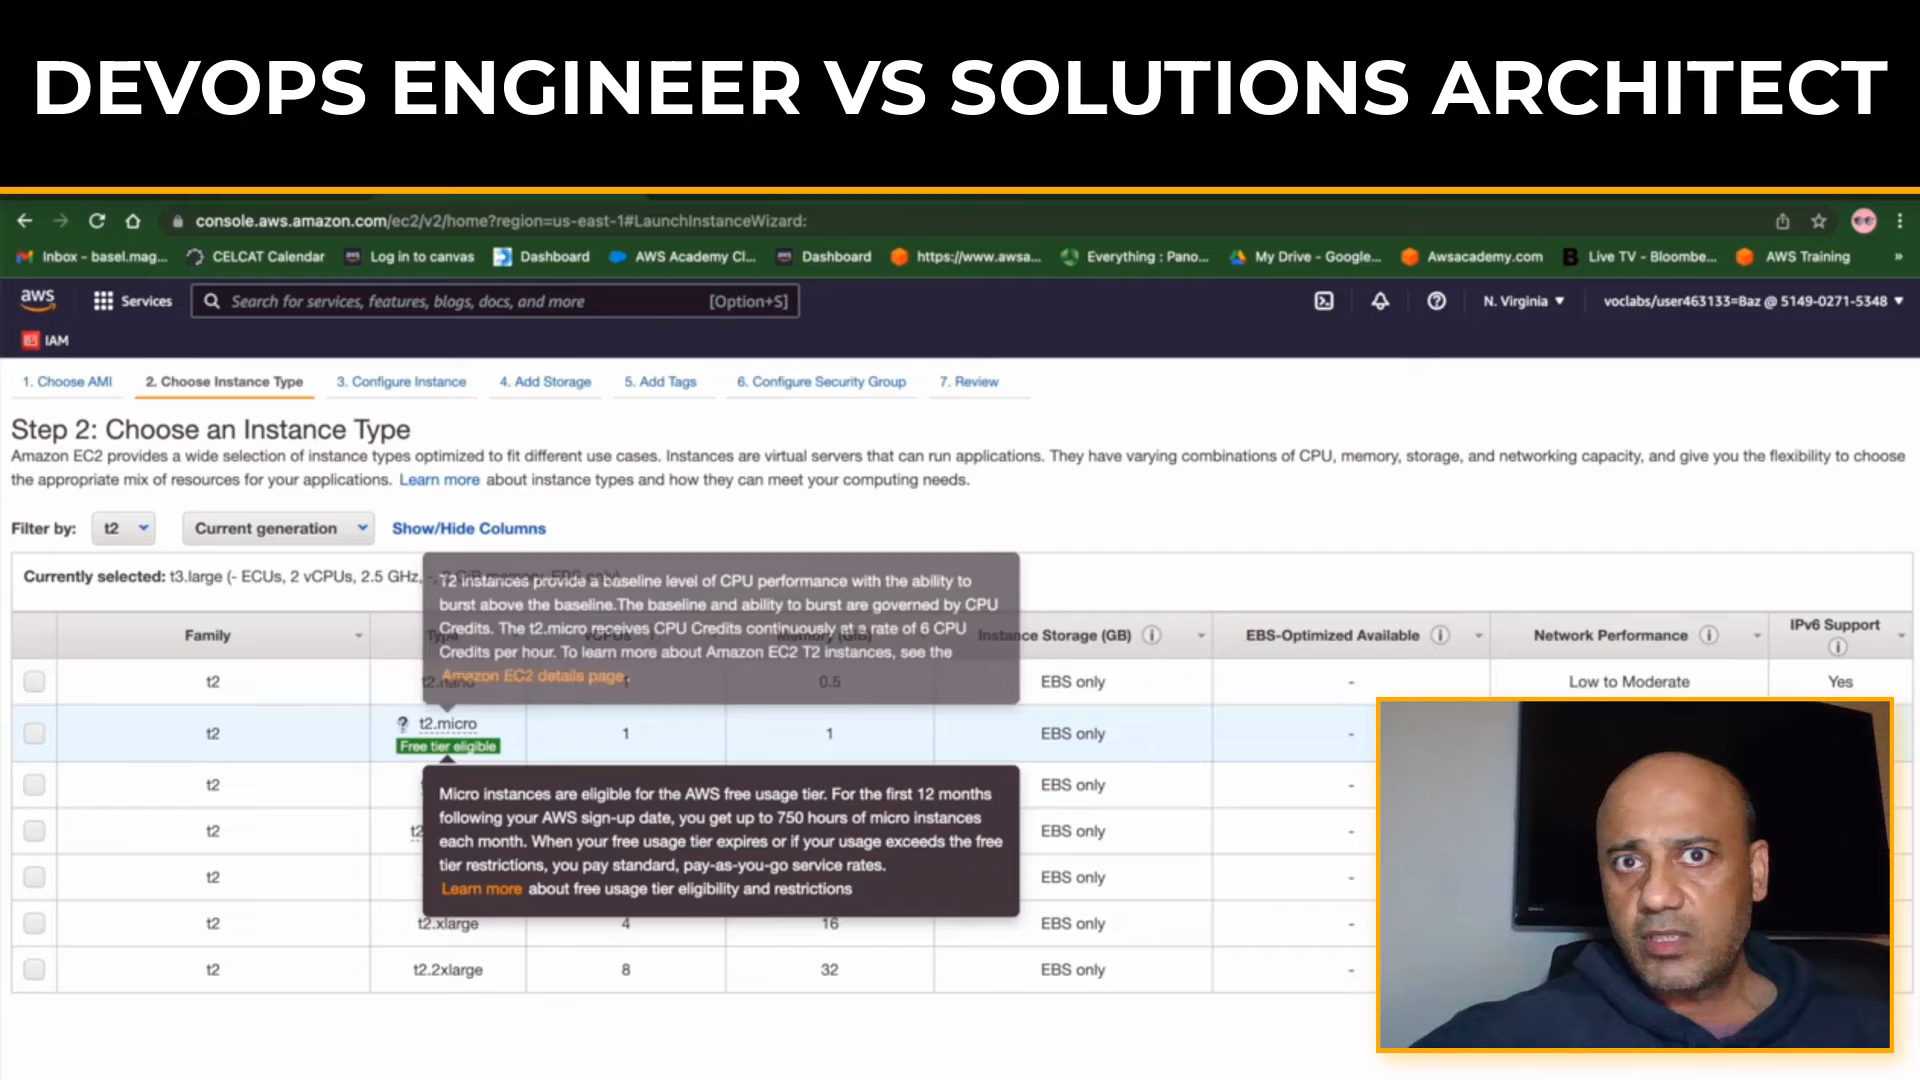 DEVOPS ENGINEER VS SOLUTIONS ARCHITECT
console.aws.amazon.com/ec2/v2/home?region=us-east-1#LaunchInstanceWizard:
Inbox - basel.mag... CELCAT Calendar Log in to canvas Dashboard AWS Academy Cl... Dashboard https://www.awsa... Everything : Pano... My Drive - Google... Awsacademy.com Live TV - Bloombe... AWS Training »
aws Services Search for services, features, blogs, docs, and more [Option+S] N. Virginia voclabs/user463133=Baz @ 5149-0271-5348
IAM
1. Choose AMI 2. Choose Instance Type 3. Configure Instance 4. Add Storage 5. Add Tags 6. Configure Security Group 7. Review
Step 2: Choose an Instance Type
Amazon EC2 provides a wide selection of instance types optimized to fit different use cases. Instances are virtual servers that can run applications. They have varying combinations of CPU, memory, storage, and networking capacity, and give you the flexibility to choose
the appropriate mix of resources for your applications. Learn more about instance types and how they can meet your computing needs.
Filter by: t2 Current generation Show/Hide Columns
Currently selected: t3.large (- ECUs, 2 vCPUs, 2.5 GHz,
T2 instances provide a baseline level of CPU performance with the ability to
burst above the baseline.The baseline and ability to burst are governed by CPU
Credits. The t2.micro receives CPU Credits continuously at a rate of 6 CPU
Credits per hour. To learn more about Amazon EC2 T2 instances, see the
Amazon EC2 details page.
Family Type Instance Storage (GB) EBS-Optimized Available Network Performance IPv6 Support
t2 t2.nano 1 0.5 EBS only - Low to Moderate Yes
t2 t2.micro 1 1 EBS only -
Free tier eligible
Micro instances are eligible for the AWS free usage tier. For the first 12 months
following your AWS sign-up date, you get up to 750 hours of micro instances
each month. When your free usage tier expires or if your usage exceeds the free
tier restrictions, you pay standard, pay-as-you-go service rates.
Learn more about free usage tier eligibility and restrictions
t2 EBS only -
t2 EBS only -
t2 EBS only -
t2 t2.xlarge 4 16 EBS only -
t2 t2.2xlarge 8 32 EBS only -